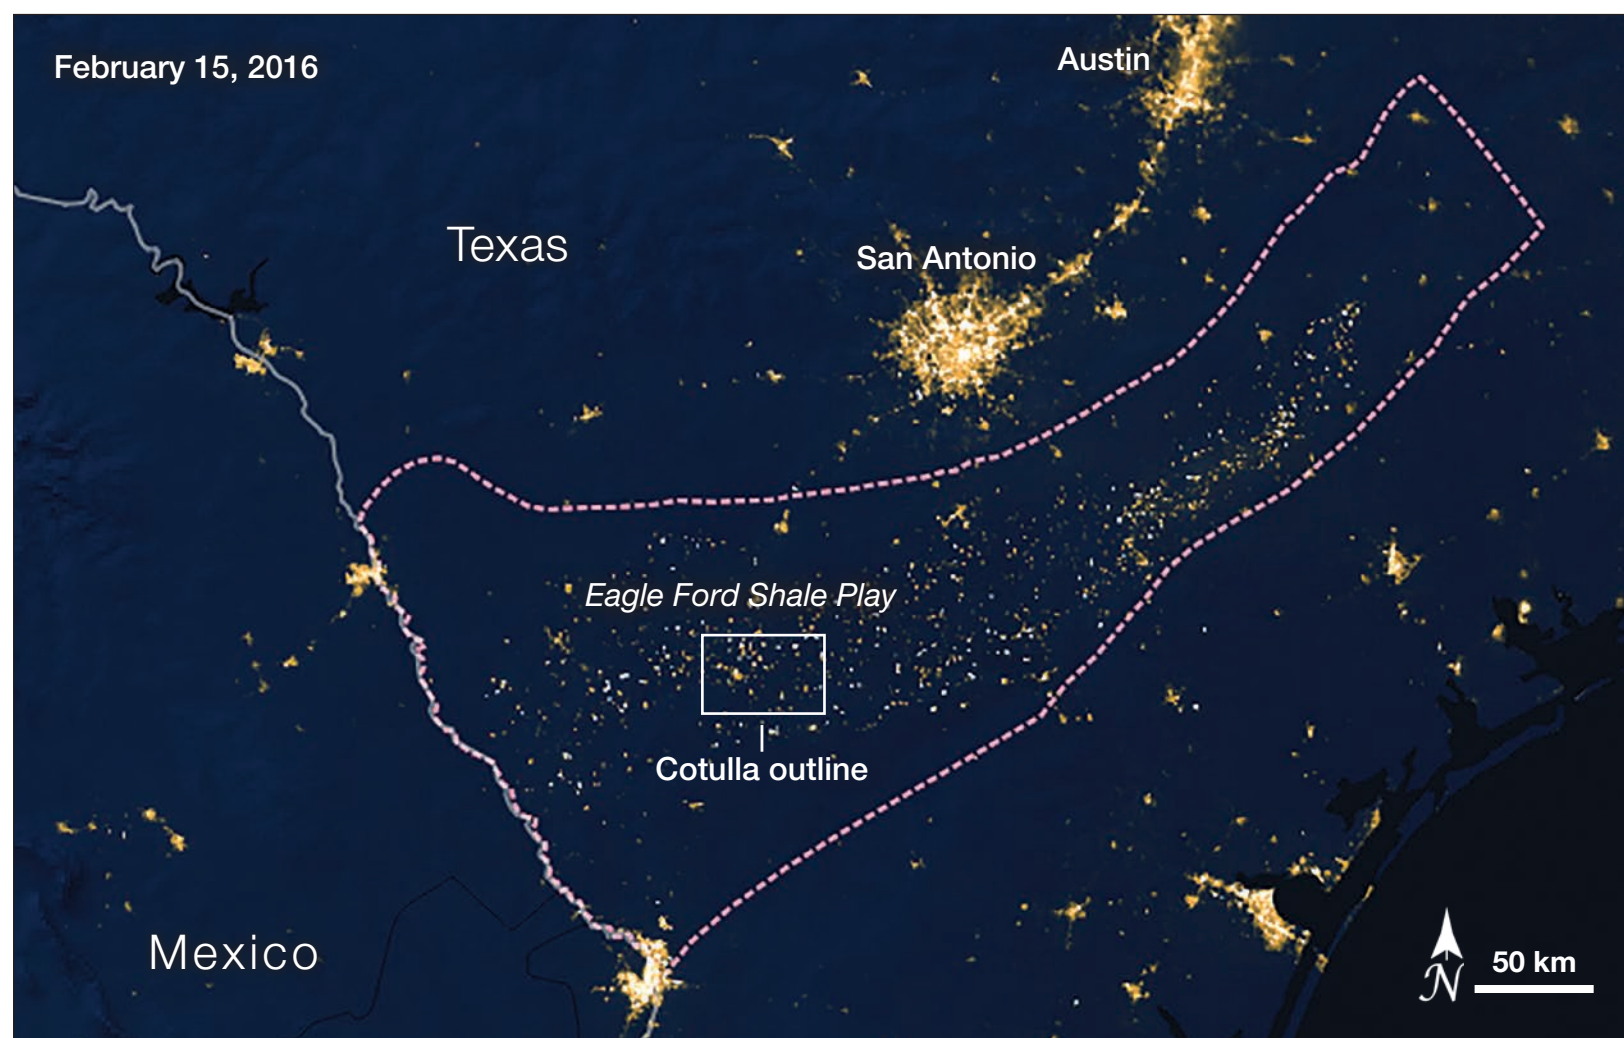 February 15, 2016
Austin
Texas
San Antonio
Eagle Ford Shale Play
Cotulla outline
Mexico
N
50 km